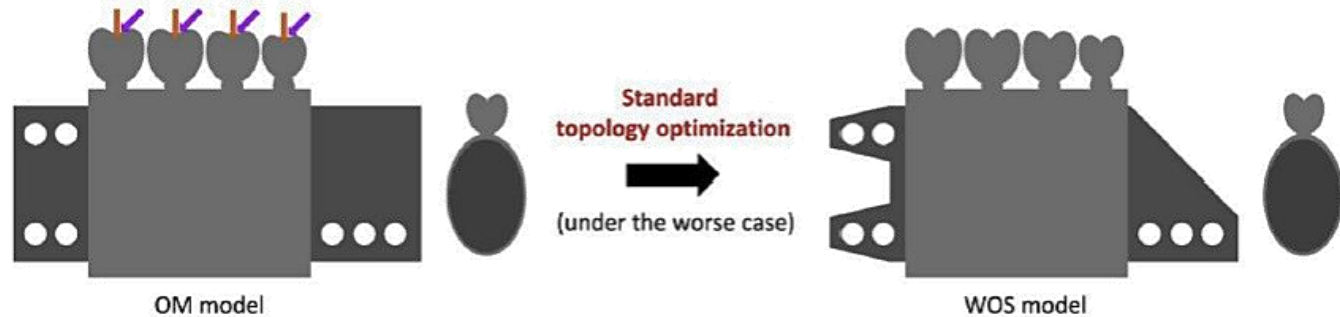 Standard
topology optimization
(under the worse case)
OM model
WOS model